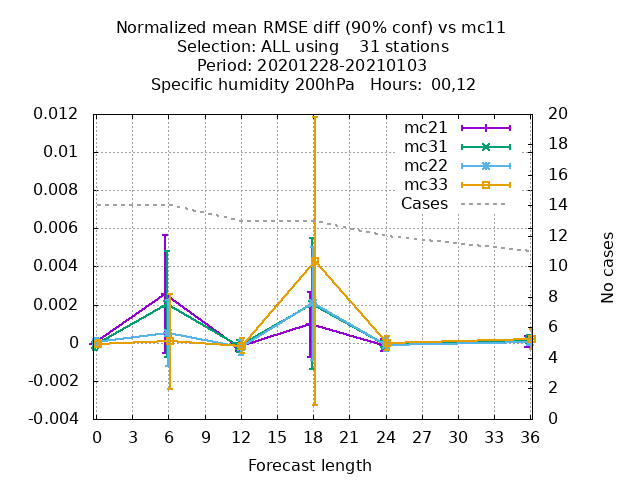 Normalized mean RMSE diff (90% conf) vs mc11
Selection: ALL using    31 stations
Period: 20201228-20210103
Specific humidity 200hPa   Hours:  00,12
mc21
mc31
mc22
mc33
Cases
0.012
0.01
0.008
0.006
0.004
0.002
0
-0.002
-0.004
20
18
16
14
12
10
8
6
4
2
0
No cases
0 3 6 9 12 15 18 21 24 27 30 33 36
Forecast length